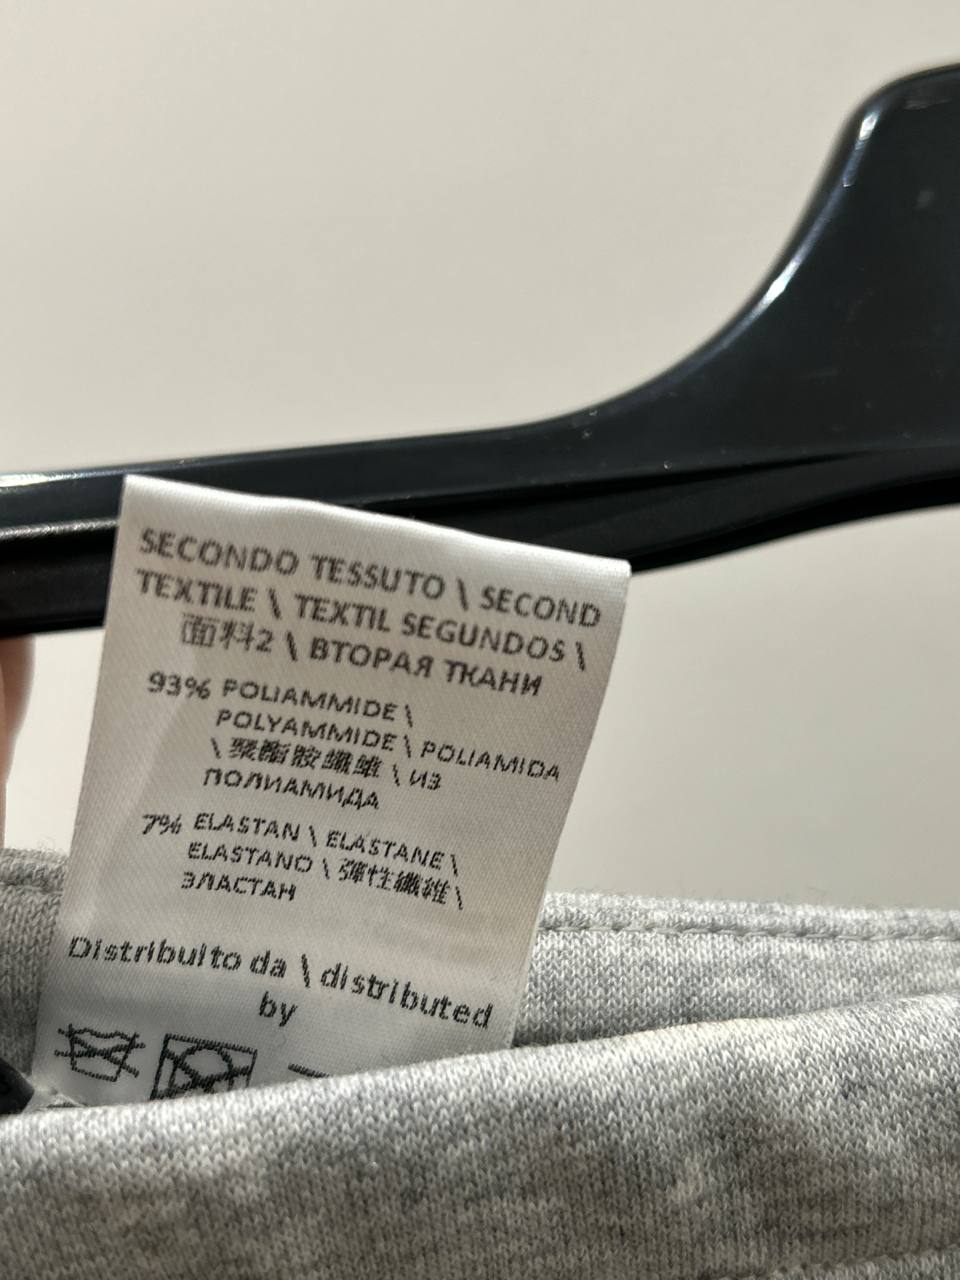 SECONDO TESSUTO \ SECOND
TEXTILE \ TEXTIL SEGUNDOS \
面料2 \ ВТОРАЯ ТКАНИ
93% POLIAMMIDE \
POLYAMMIDE \ POLIAMIDA
\ 聚酯胺纖維 \ ИЗ
ПОЛИАМИДА
7% ELASTAN \ ELASTANE \
ELASTANO \ 彈性纖維 \
ЭЛАСТАН
Distribuito da \ distributed
by